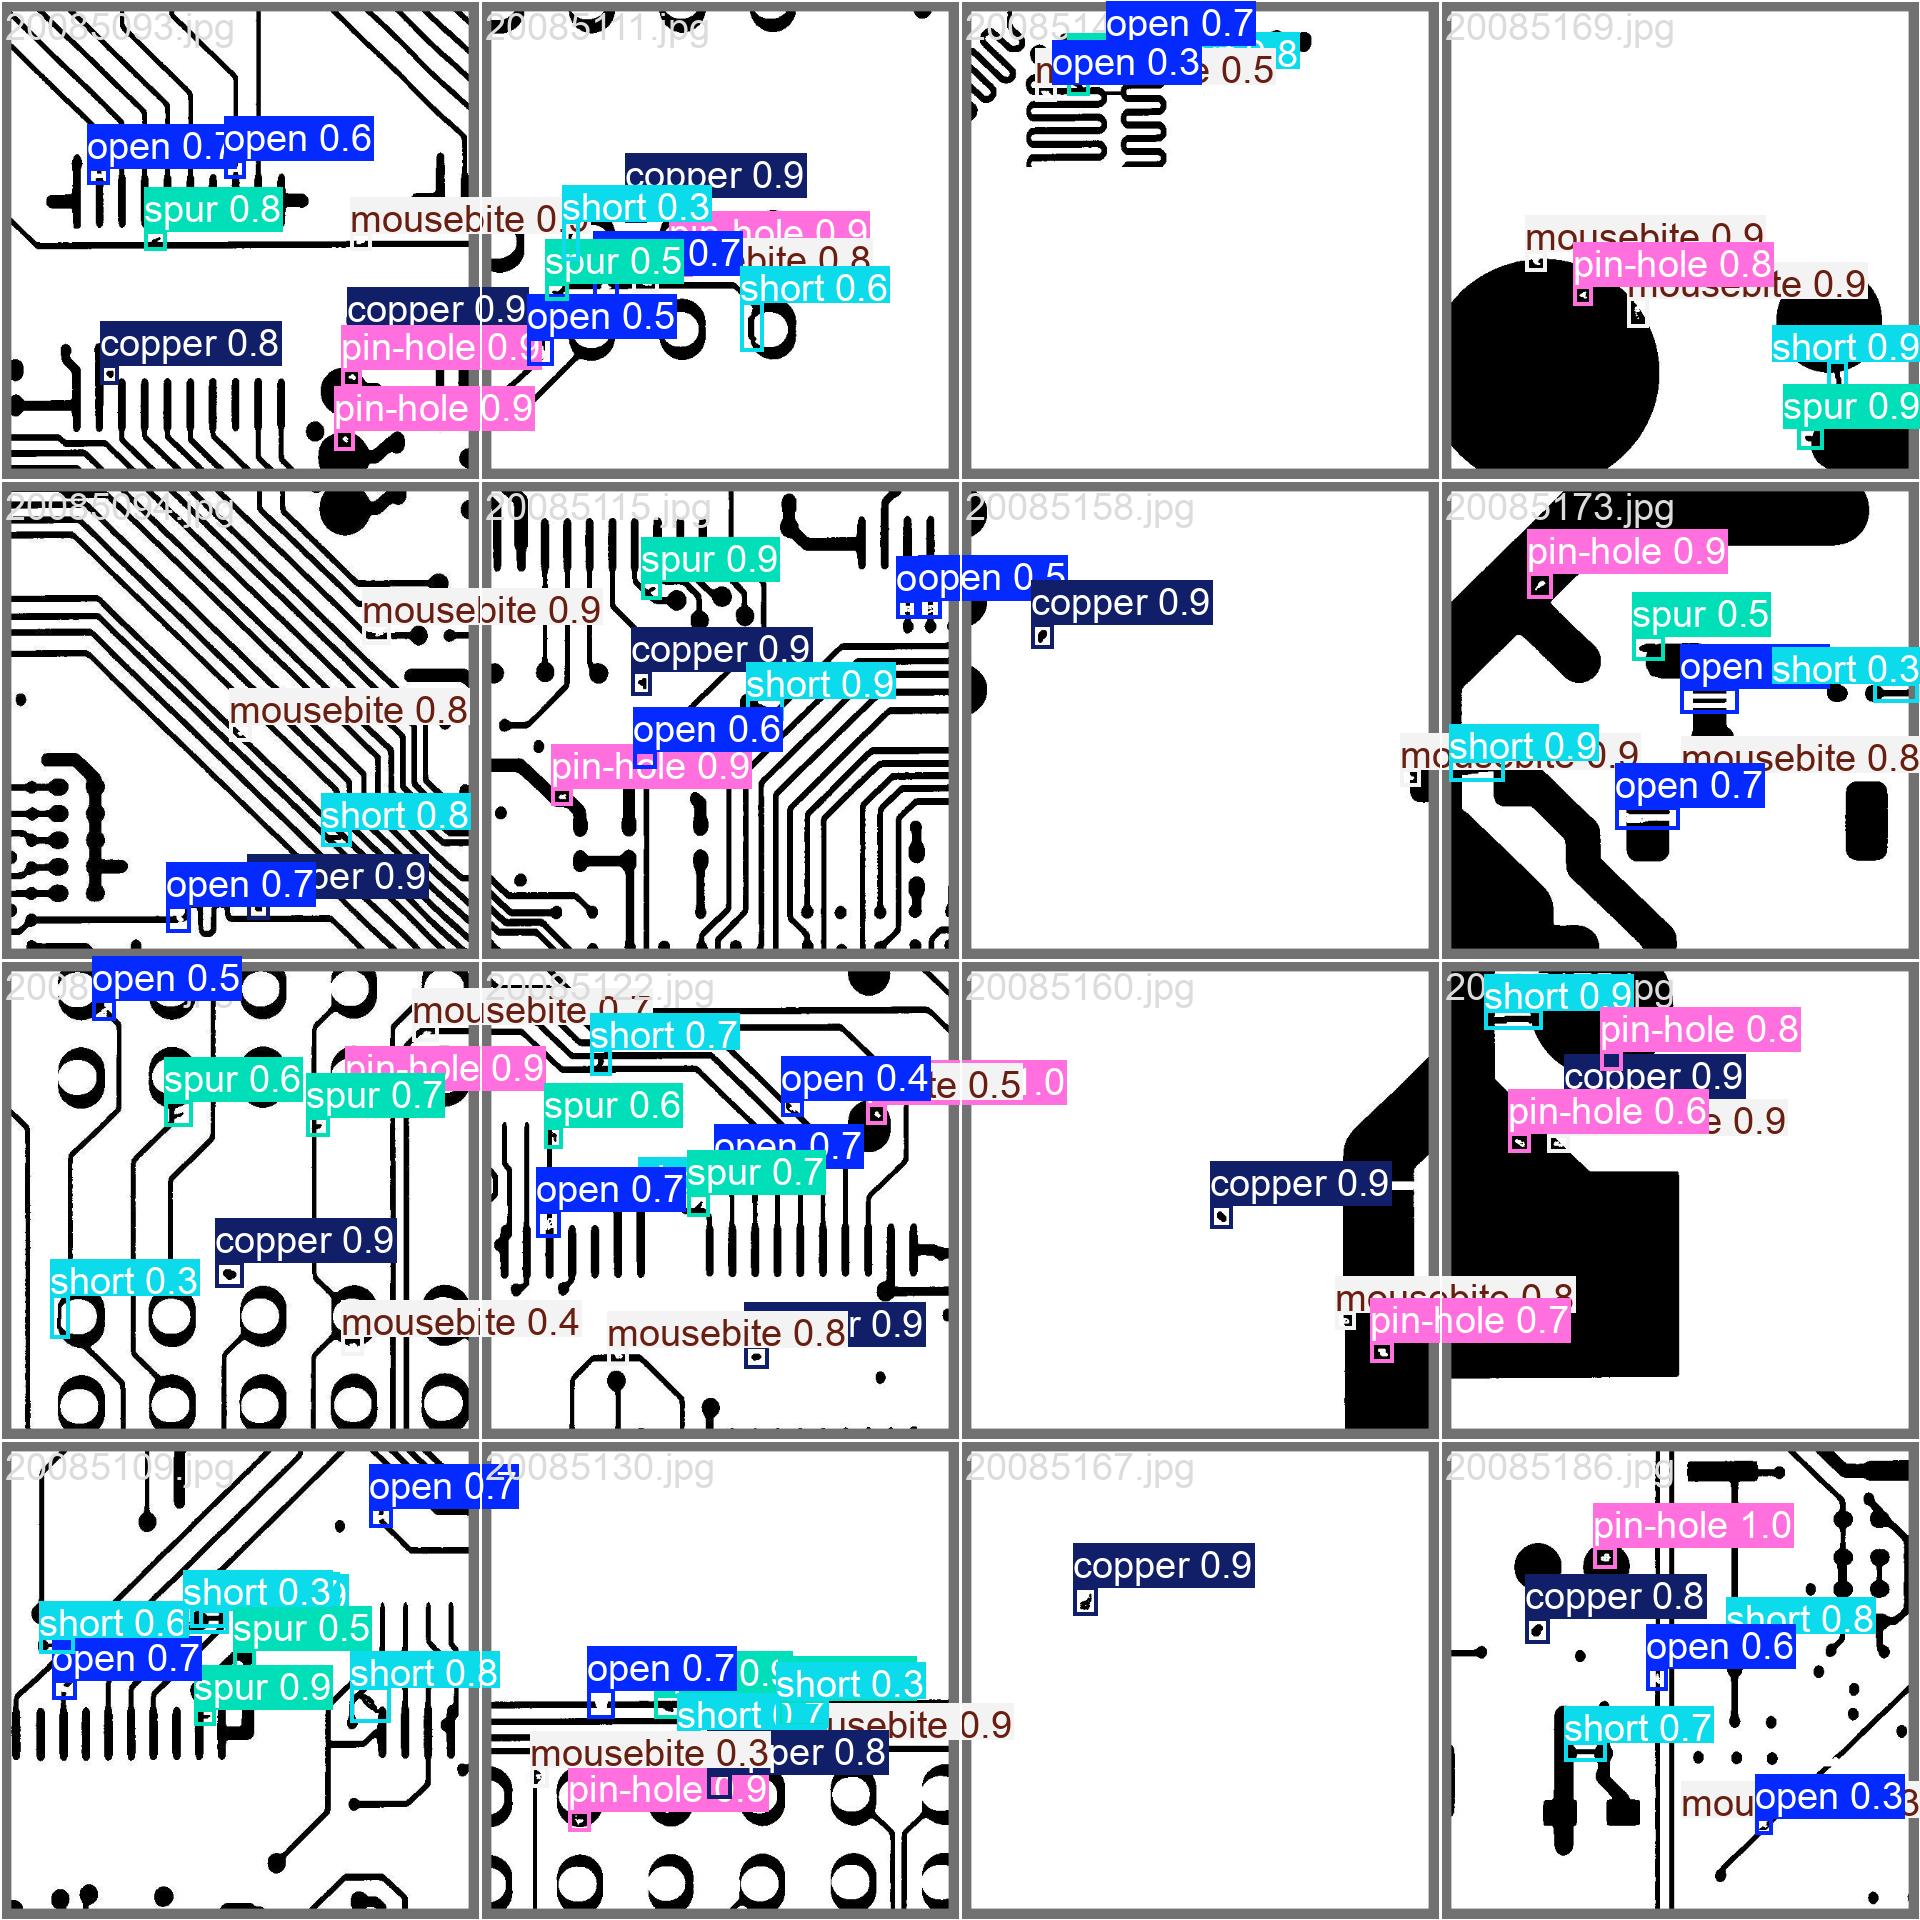 20085093.jpg
open 0.7
open 0.6
spur 0.8
mousebite 0.9
copper 0.8
copper 0.9
pin-hole 0.9
pin-hole 0.9
20085111.jpg
copper 0.9
short 0.3
pin-hole 0.9
0.7
bite 0.8
spur 0.5
short 0.6
open 0.5
open 0.7
open 0.3
0.5
20085169.jpg
mousebite 0.9
pin-hole 0.8
mousebite 0.9
short 0.9
spur 0.9
20085094.jpg
mousebite 0.9
mousebite 0.8
short 0.8
open 0.7
per 0.9
20085115.jpg
spur 0.9
open 0.5
copper 0.9
short 0.9
open 0.6
pin-hole 0.9
20085158.jpg
copper 0.9
20085173.jpg
pin-hole 0.9
spur 0.5
open
short 0.3
short 0.9
0.9
mousebite 0.8
open 0.7
open 0.5
mousebite 0.7
pin-hole 0.9
spur 0.6
spur 0.7
copper 0.9
short 0.3
mousebite 0.4
20085122.jpg
short 0.7
open 0.4
te 0.5
1.0
spur 0.6
open 0.7
spur 0.7
open 0.7
mousebite 0.8
r 0.9
20085160.jpg
copper 0.9
mousebite 0.8
pin-hole 0.7
short 0.9
pin-hole 0.8
copper 0.9
pin-hole 0.6
e 0.9
20085109.jpg
open 0.7
short 0.3
short 0.6
spur 0.5
open 0.7
short 0.8
spur 0.9
20085130.jpg
open 0.7
short 0.3
short 0.7
usebite 0.9
mousebite 0.3
per 0.8
pin-hole 0.9
20085167.jpg
copper 0.9
20085186.jpg
pin-hole 1.0
copper 0.8
short 0.8
open 0.6
short 0.7
mou
open 0.3